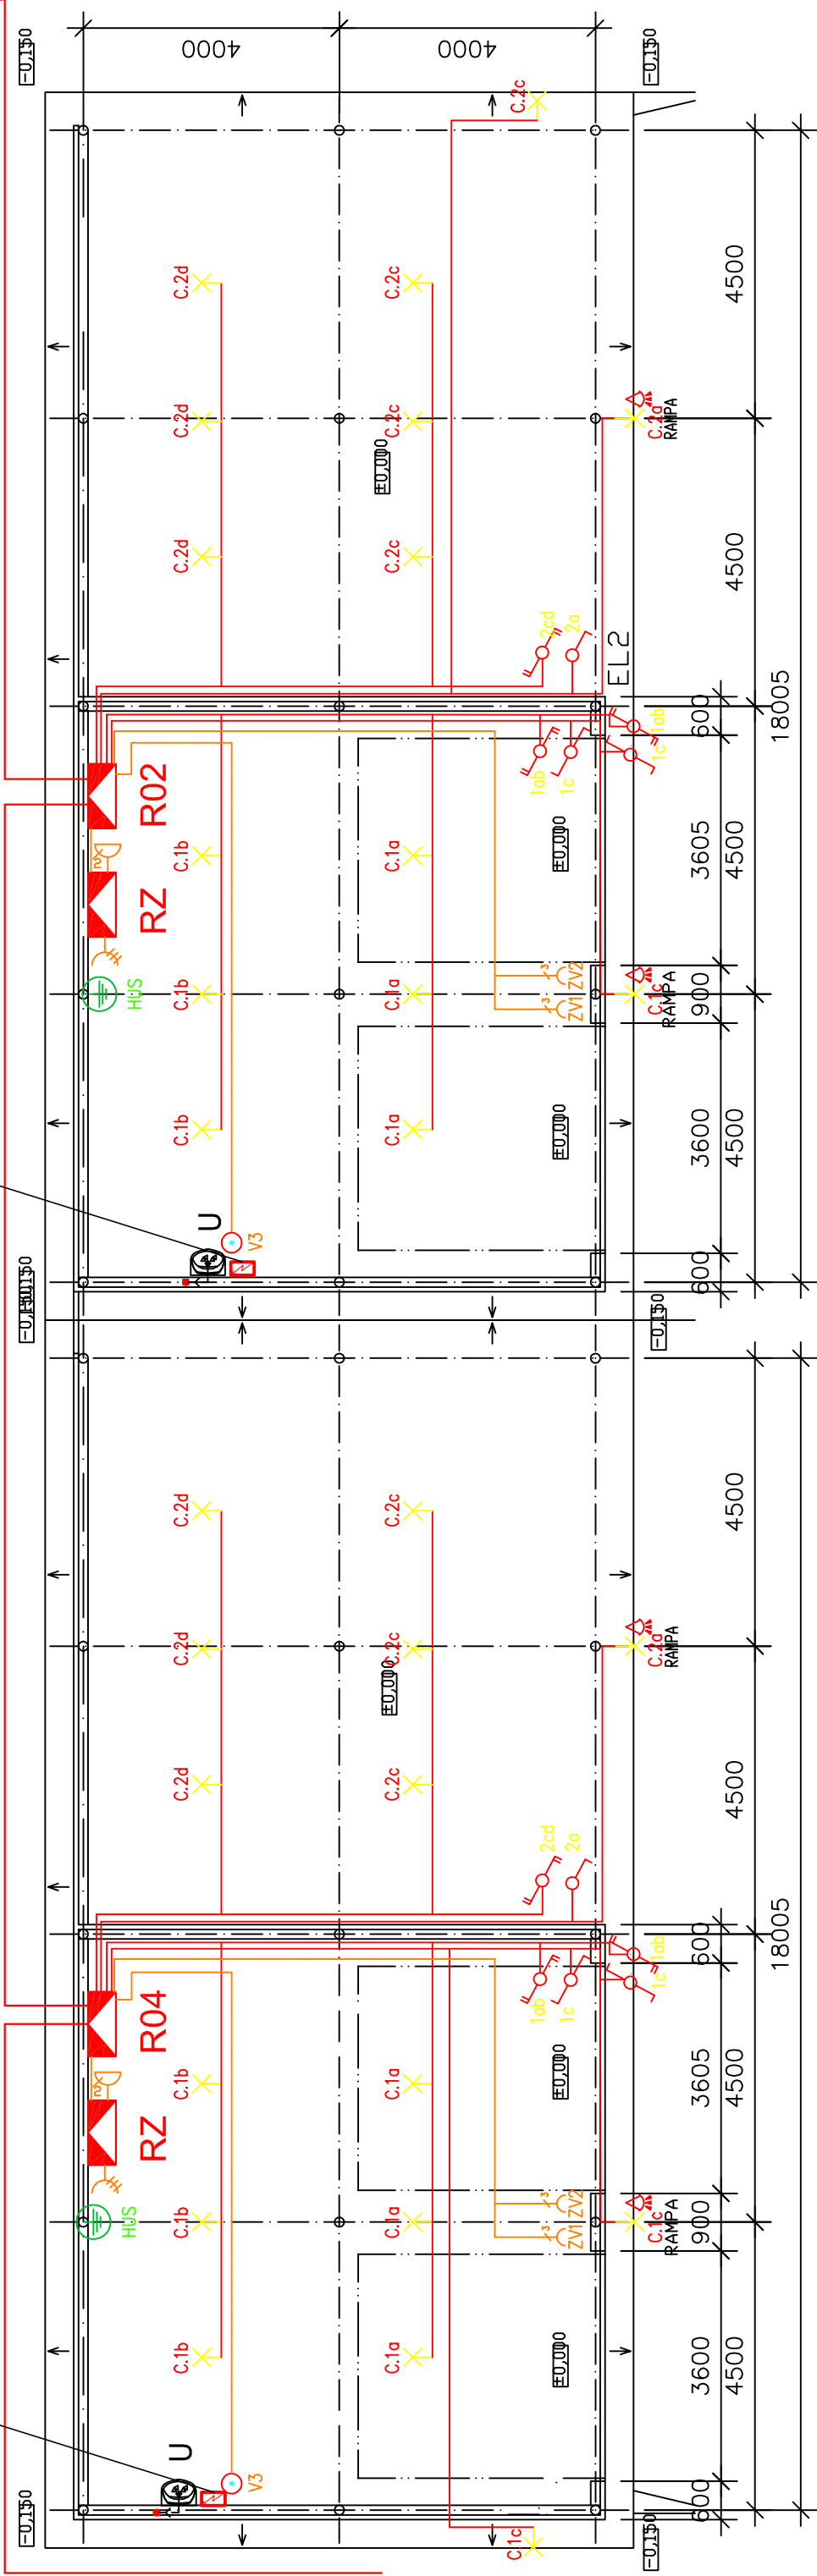 -0,150
4000
4000
-0,150
C.2c
C.2d
C.2c
4500
C.2d
C.2c
C.2a
RAMPA
±0,000
C.2d
C.2c
4500
2cd
2a
EL2
1ab
1c
600
18005
R02
1ab
1c
C.1b
C.1a
±0,000
3605
4500
RZ
HUS
C.1b
C.1a
ZV1
ZV2
C.1c
RAMPA
900
C.1b
C.1a
±0,000
3600
4500
U
V3
600
-0,150
-0,150
-0,150
C.2d
C.2c
4500
C.2d
C.2c
C.2a
RAMPA
±0,000
C.2d
C.2c
4500
2cd
2a
1ab
1c
600
18005
R04
1ab
1c
C.1b
C.1a
±0,000
3605
4500
RZ
HUS
C.1b
C.1a
ZV1
ZV2
C.1c
RAMPA
900
C.1b
C.1a
±0,000
3600
4500
U
V3
600
-0,150
C.1c
-0,150